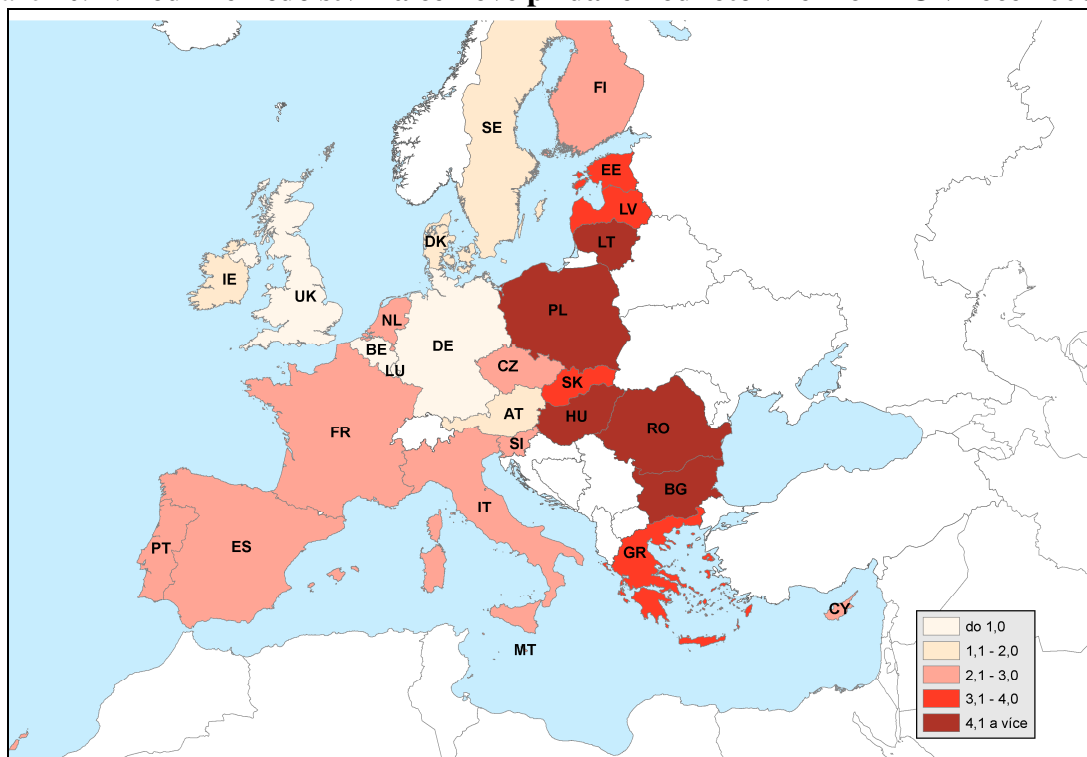 FI
SE
EE
LV
DK
LT
IE
UK
PL
NL
BE
DE
LU
CZ
SK
AT
HU
FR
SI
RO
BG
IT
PT
ES
GR
CY
MT
do 1,0
1,1 - 2,0
2,1 - 3,0
3,1 - 4,0
4,1 a více